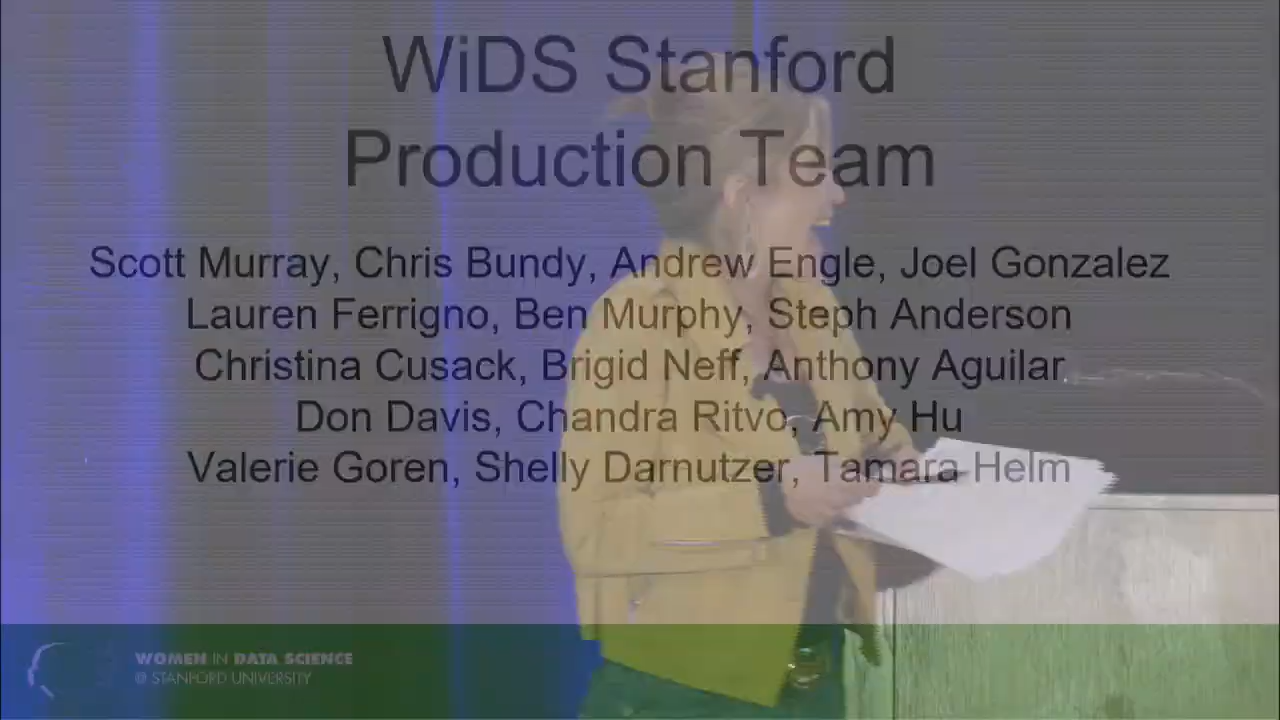 WiDS Stanford
Production Team
Scott Murray, Chris Bundy, Andrew Engle, Joel Gonzalez
Lauren Ferrigno, Ben Murphy, Steph Anderson
Christina Cusack, Brigid Neff, Anthony Aguilar
Don Davis, Chandra Ritvo, Amy Hu
Valerie Goren, Shelly Darnutzer, Tamara Helm
WOMEN IN DATA SCIENCE
@ STANFORD UNIVERSITY